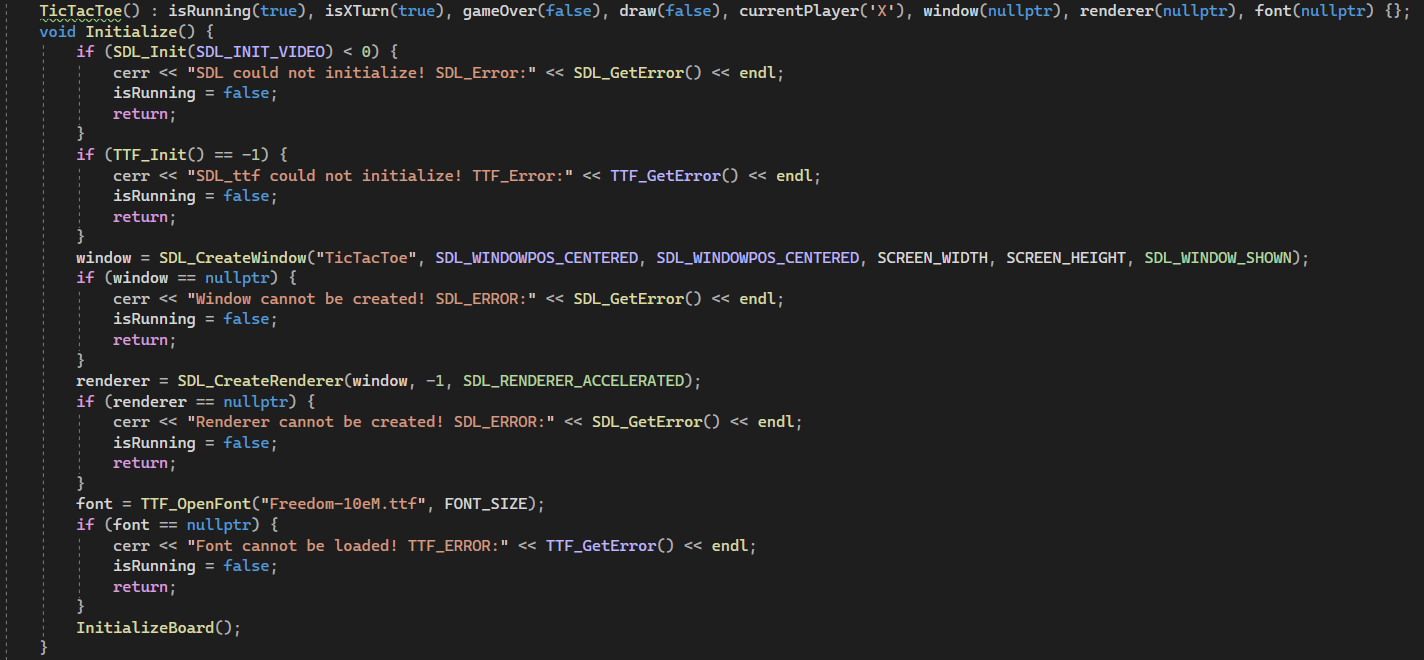 TicTacToe() : isRunning(true), isXTurn(true), gameOver(false), draw(false), currentPlayer('X'), window(nullptr), renderer(nullptr), font(nullptr) {};
void Initialize() {
    if (SDL_Init(SDL_INIT_VIDEO) < 0) {
        cerr << "SDL could not initialize! SDL_Error:" << SDL_GetError() << endl;
        isRunning = false;
        return;
    }
    if (TTF_Init() == -1) {
        cerr << "SDL_ttf could not initialize! TTF_Error:" << TTF_GetError() << endl;
        isRunning = false;
        return;
    }
    window = SDL_CreateWindow("TicTacToe", SDL_WINDOWPOS_CENTERED, SDL_WINDOWPOS_CENTERED, SCREEN_WIDTH, SCREEN_HEIGHT, SDL_WINDOW_SHOWN);
    if (window == nullptr) {
        cerr << "Window cannot be created! SDL_ERROR:" << SDL_GetError() << endl;
        isRunning = false;
        return;
    }
    renderer = SDL_CreateRenderer(window, -1, SDL_RENDERER_ACCELERATED);
    if (renderer == nullptr) {
        cerr << "Renderer cannot be created! SDL_ERROR:" << SDL_GetError() << endl;
        isRunning = false;
        return;
    }
    font = TTF_OpenFont("Freedom-10eM.ttf", FONT_SIZE);
    if (font == nullptr) {
        cerr << "Font cannot be loaded! TTF_ERROR:" << TTF_GetError() << endl;
        isRunning = false;
        return;
    }
    InitializeBoard();
}